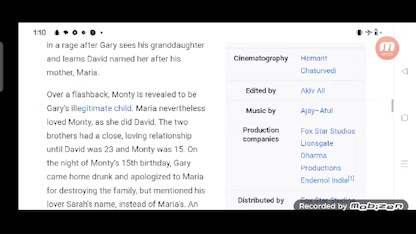 1:10
in a rage after Gary sees his granddaughter
and learns David named her after his
mother, Maria.
Over a flashback, Monty is revealed to be
Gary's illegitimate child. Maria nevertheless
loved Monty, as she did David. The two
brothers had a close, loving relationship
until David was 23 and Monty was 15. On
the night of Monty's 15th birthday, Gary
came home drunk and apologized to Maria
for destroying the family, but mentioned his
lover Sarah's name, instead of Maria's. An
Cinematography Hemant
Chaturvedi
Edited by Akiv Ali
Music by Ajay–Atul
Production Fox Star Studios
companies Lionsgate
Dharma
Productions
Endemol India[1]
Distributed by Fox Star Studios
Recorded by Mobizen